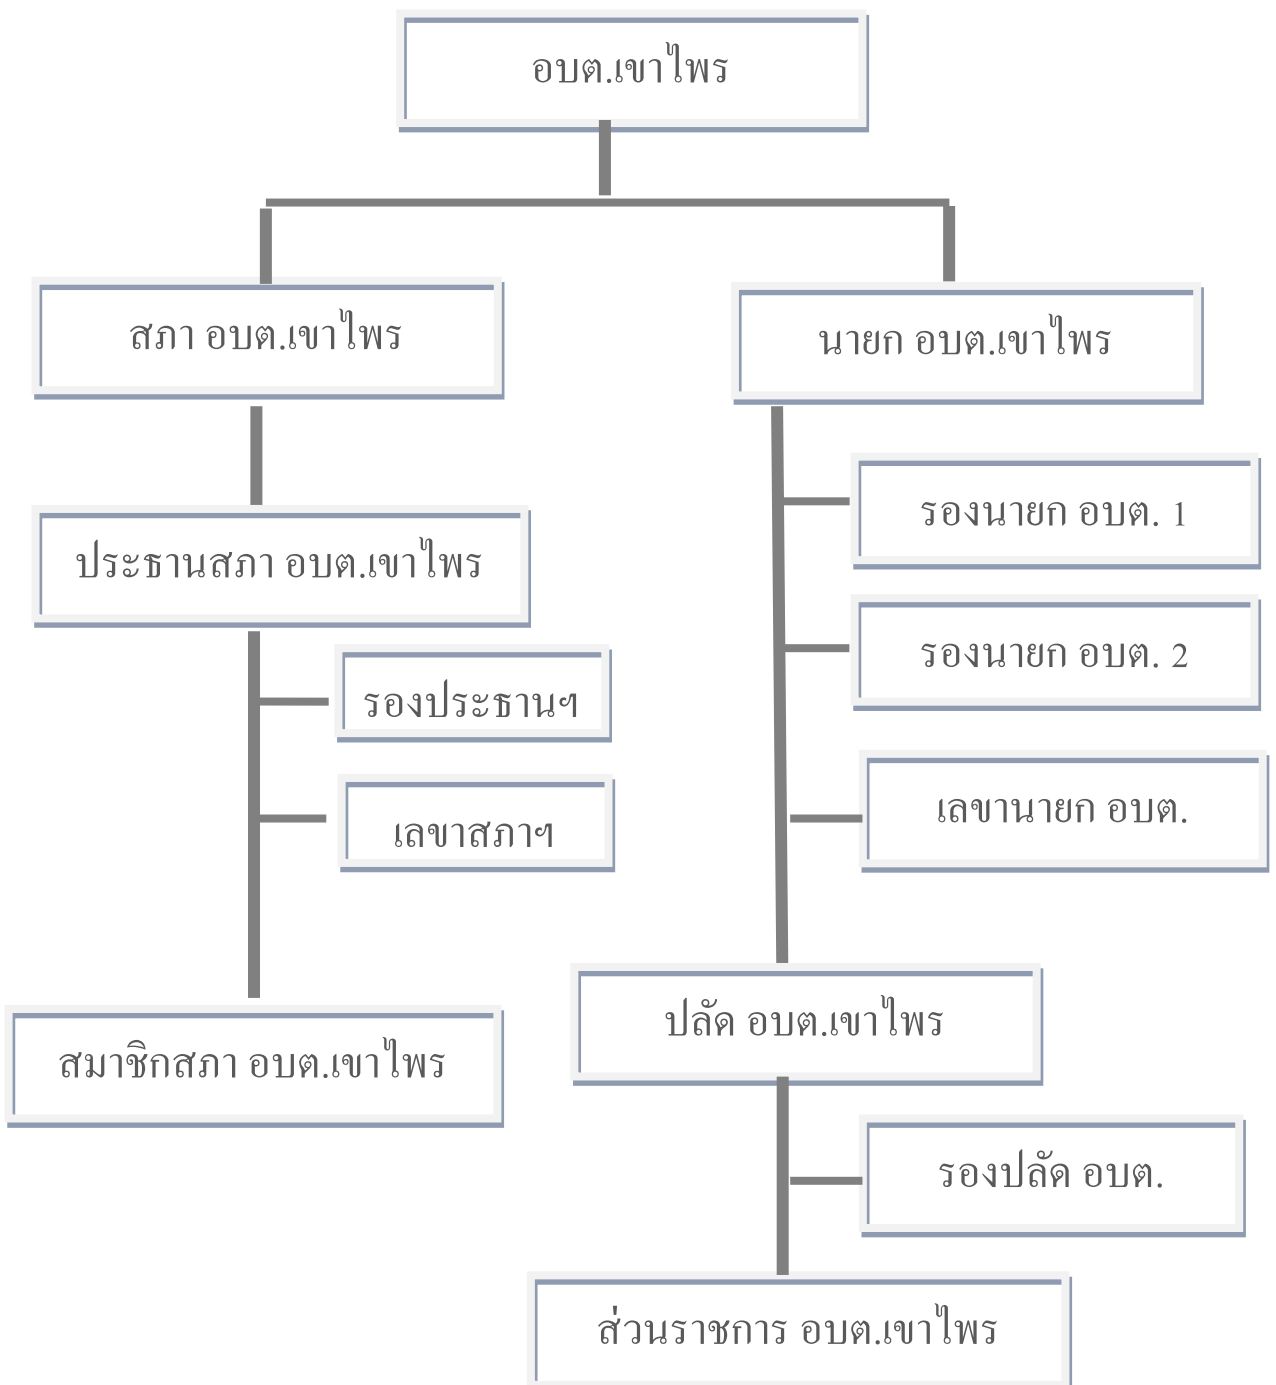 อบต.เขาไพร
สภา อบต.เขาไพร
นายก อบต.เขาไพร
รองนายก อบต. 1
ประธานสภา อบต.เขาไพร
รองนายก อบต. 2
รองประธานฯ
เลขานายก อบต.
เลขาสภาฯ
ปลัด อบต.เขาไพร
สมาชิกสภา อบต.เขาไพร
รองปลัด อบต.
ส่วนราชการ อบต.เขาไพร